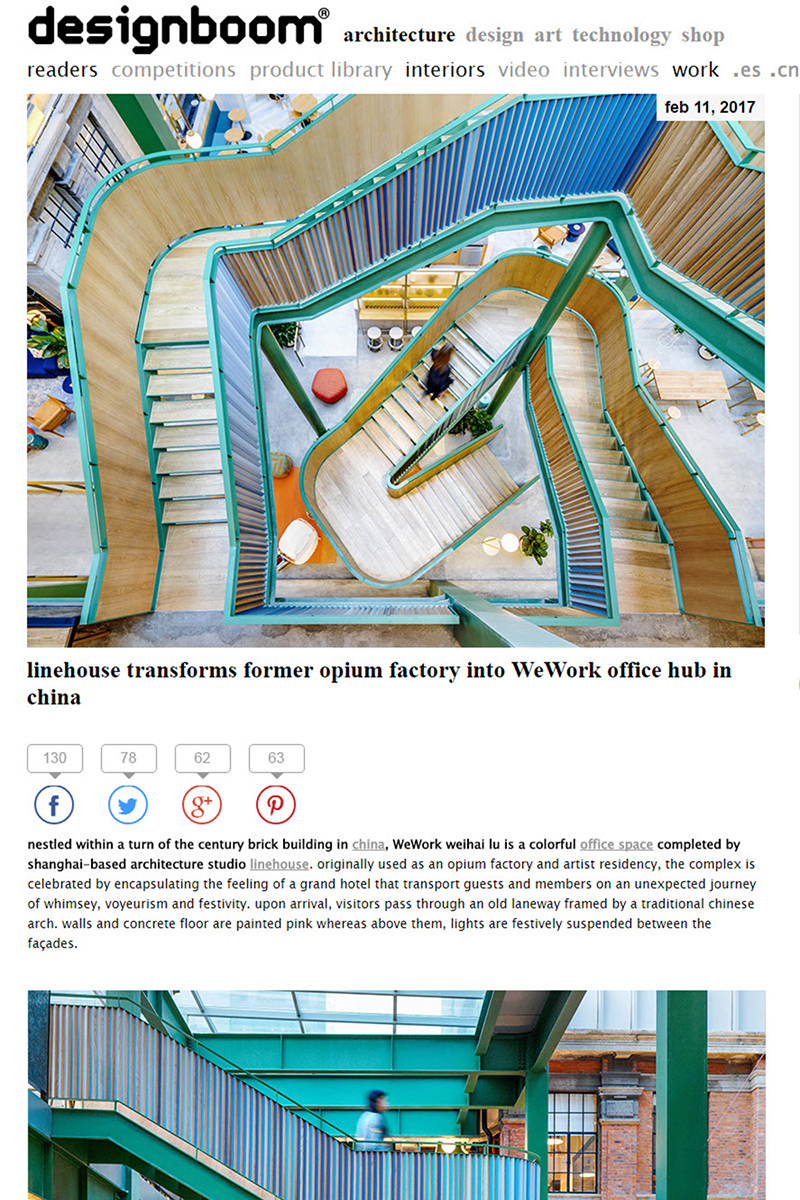 designboom®
architecture design art technology shop
readers competitions product library interiors video interviews work .es .cn
feb 11, 2017
linehouse transforms former opium factory into WeWork office hub in
china
130 78 62 63
nestled within a turn of the century brick building in china, WeWork weihai lu is a colorful office space completed by
shanghai-based architecture studio linehouse. originally used as an opium factory and artist residency, the complex is
celebrated by encapsulating the feeling of a grand hotel that transport guests and members on an unexpected journey
of whimsey, voyeurism and festivity. upon arrival, visitors pass through an old laneway framed by a traditional chinese
arch. walls and concrete floor are painted pink whereas above them, lights are festively suspended between the
façades.